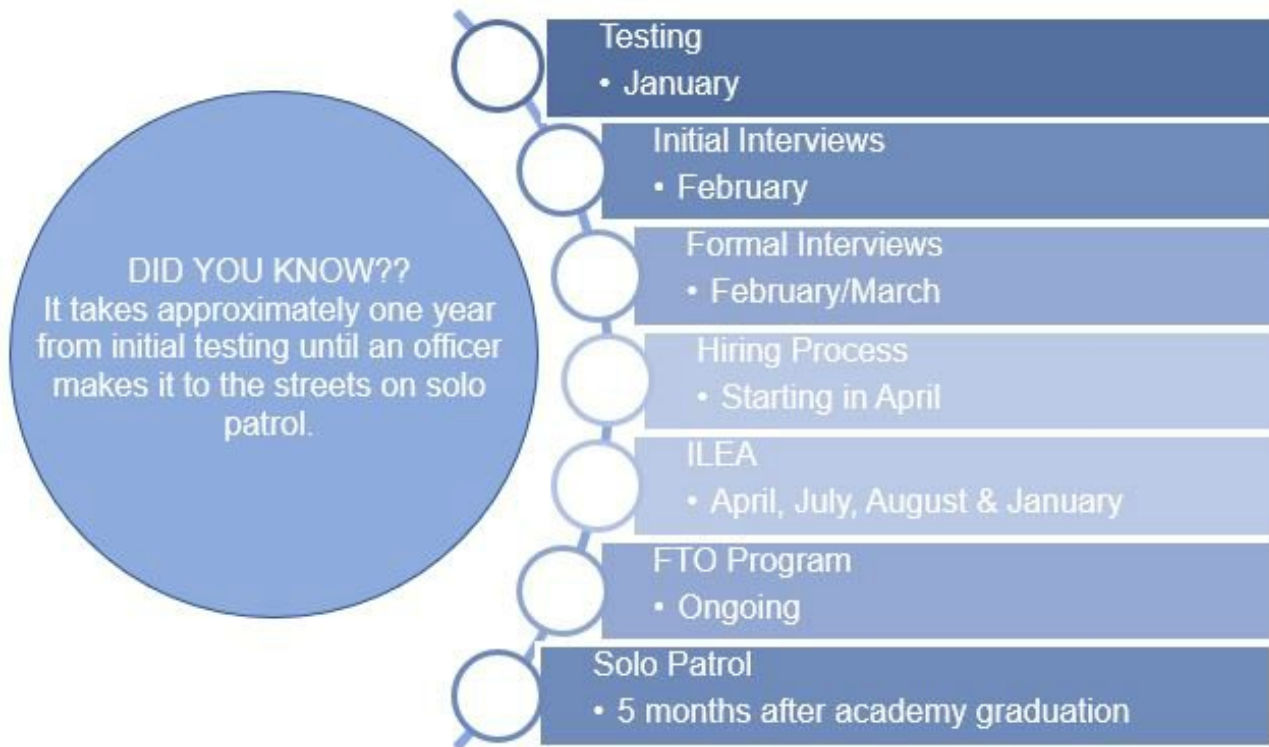 DID YOU KNOW??
It takes approximately one year
from initial testing until an officer
makes it to the streets on solo
patrol.
Testing
• January
Initial Interviews
• February
Formal Interviews
• February/March
Hiring Process
• Starting in April
ILEA
• April, July, August & January
FTO Program
• Ongoing
Solo Patrol
• 5 months after academy graduation